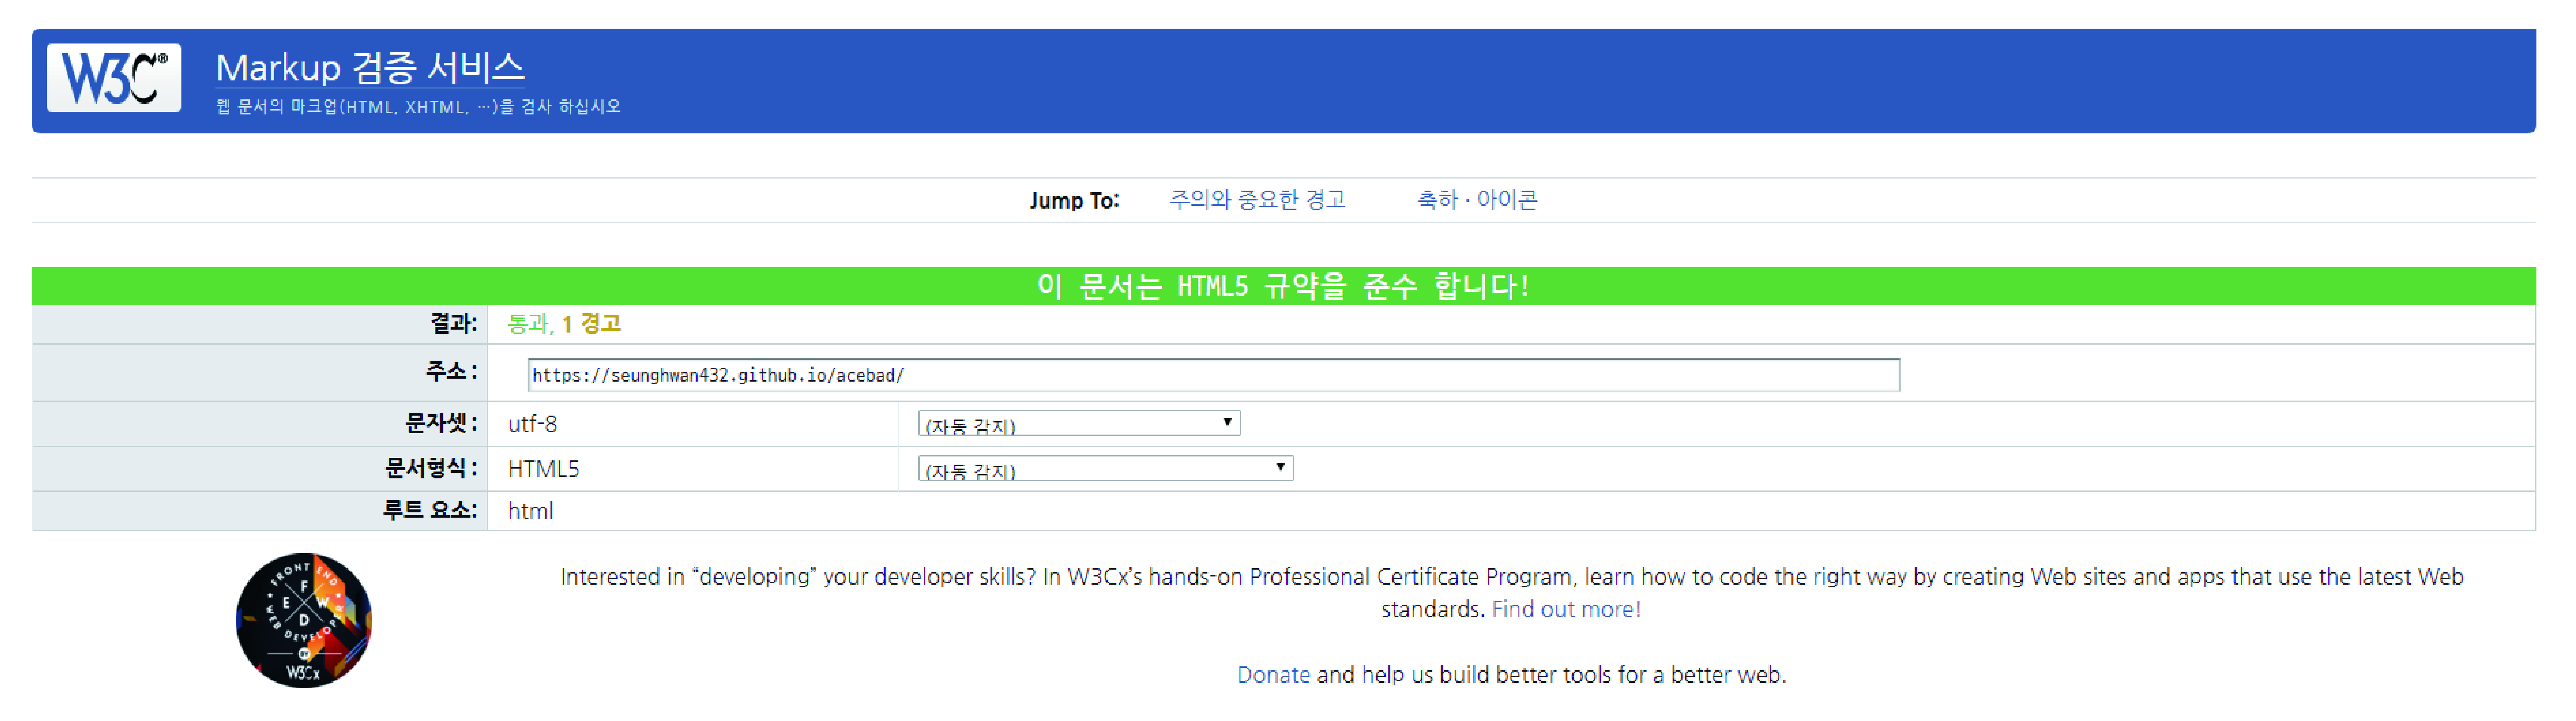 W3C®
Markup 검증 서비스
웹 문서의 마크업(HTML, XHTML, …)을 검사 하십시오
Jump To: 주의와 중요한 경고 축하 · 아이콘
이 문서는 HTML5 규약을 준수 합니다!
결과: 통과, 1 경고
주소 : https://seunghwan432.github.io/acebad/
문자셋 : utf-8 (자동 감지)
문서형식 : HTML5 (자동 감지)
루트 요소: html
FRONT END
F
E W
D
WEB DEVELOPER
BY
W3Cx
Interested in “developing” your developer skills? In W3Cx’s hands-on Professional Certificate Program, learn how to code the right way by creating Web sites and apps that use the latest Web
standards. Find out more!
Donate and help us build better tools for a better web.